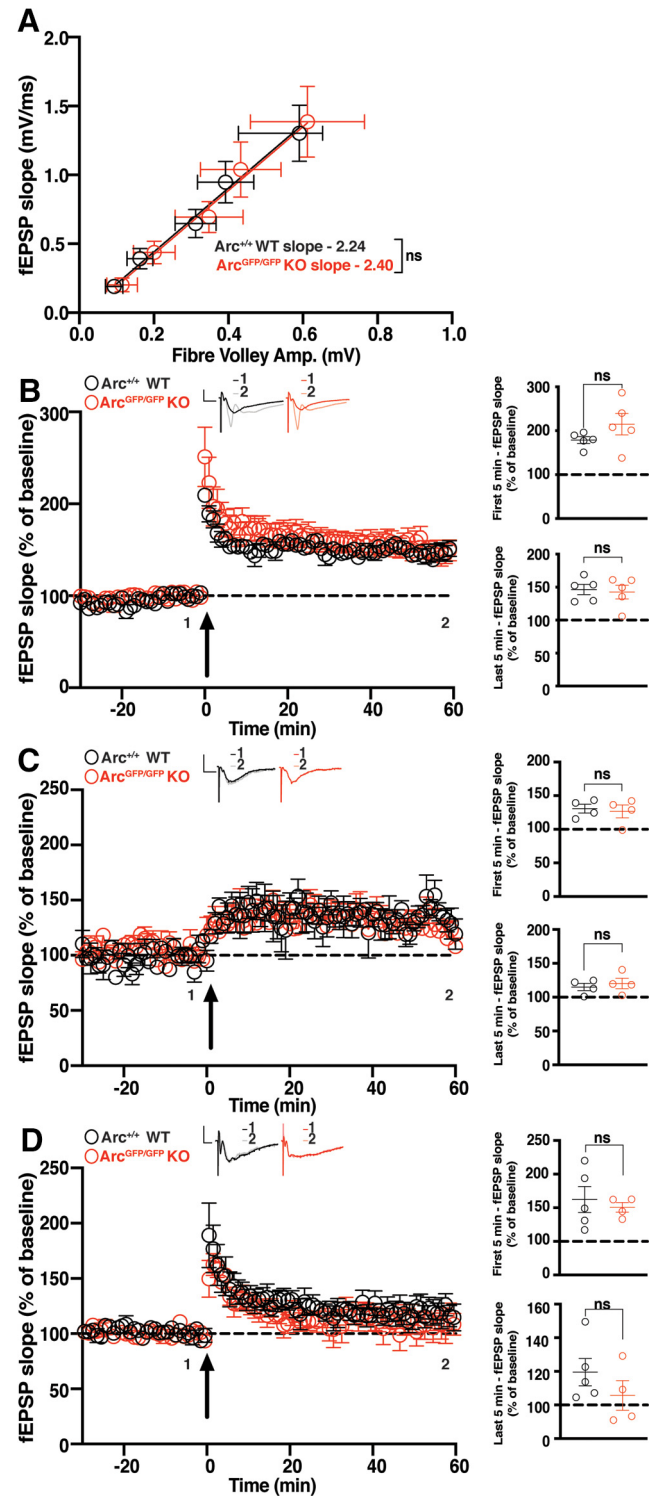 A
fEPSP slope (mV/ms)
2.0
1.5
1.0
0.5
0.0
Arc+/+ WT slope - 2.24
ArcGFP/GFP KO slope - 2.40
ns
0.0 0.2 0.4 0.6 0.8 1.0
Fibre Volley Amp. (mV)
B
Arc+/+ WT
ArcGFP/GFP KO
–1
–2
–1
–2
fEPSP slope (% of baseline)
300
200
100
0
1
2
-20 0 20 40 60
Time (min)
First 5 min - fEPSP slope
(% of baseline)
300
200
100
0
ns
Last 5 min - fEPSP slope
(% of baseline)
200
150
100
50
0
ns
C
Arc+/+ WT
ArcGFP/GFP KO
–1
–2
–1
–2
fEPSP slope (% of baseline)
250
200
150
100
50
0
1
2
-20 0 20 40 60
Time (min)
First 5 min - fEPSP slope
(% of baseline)
200
150
100
50
0
ns
Last 5 min - fEPSP slope
(% of baseline)
200
150
100
50
0
ns
D
Arc+/+ WT
ArcGFP/GFP KO
–1
–2
–1
–2
fEPSP slope (% of baseline)
250
200
150
100
50
0
1
2
-20 0 20 40 60
Time (min)
First 5 min - fEPSP slope
(% of baseline)
250
200
150
100
50
0
ns
Last 5 min - fEPSP slope
(% of baseline)
160
140
120
100
80
0
ns